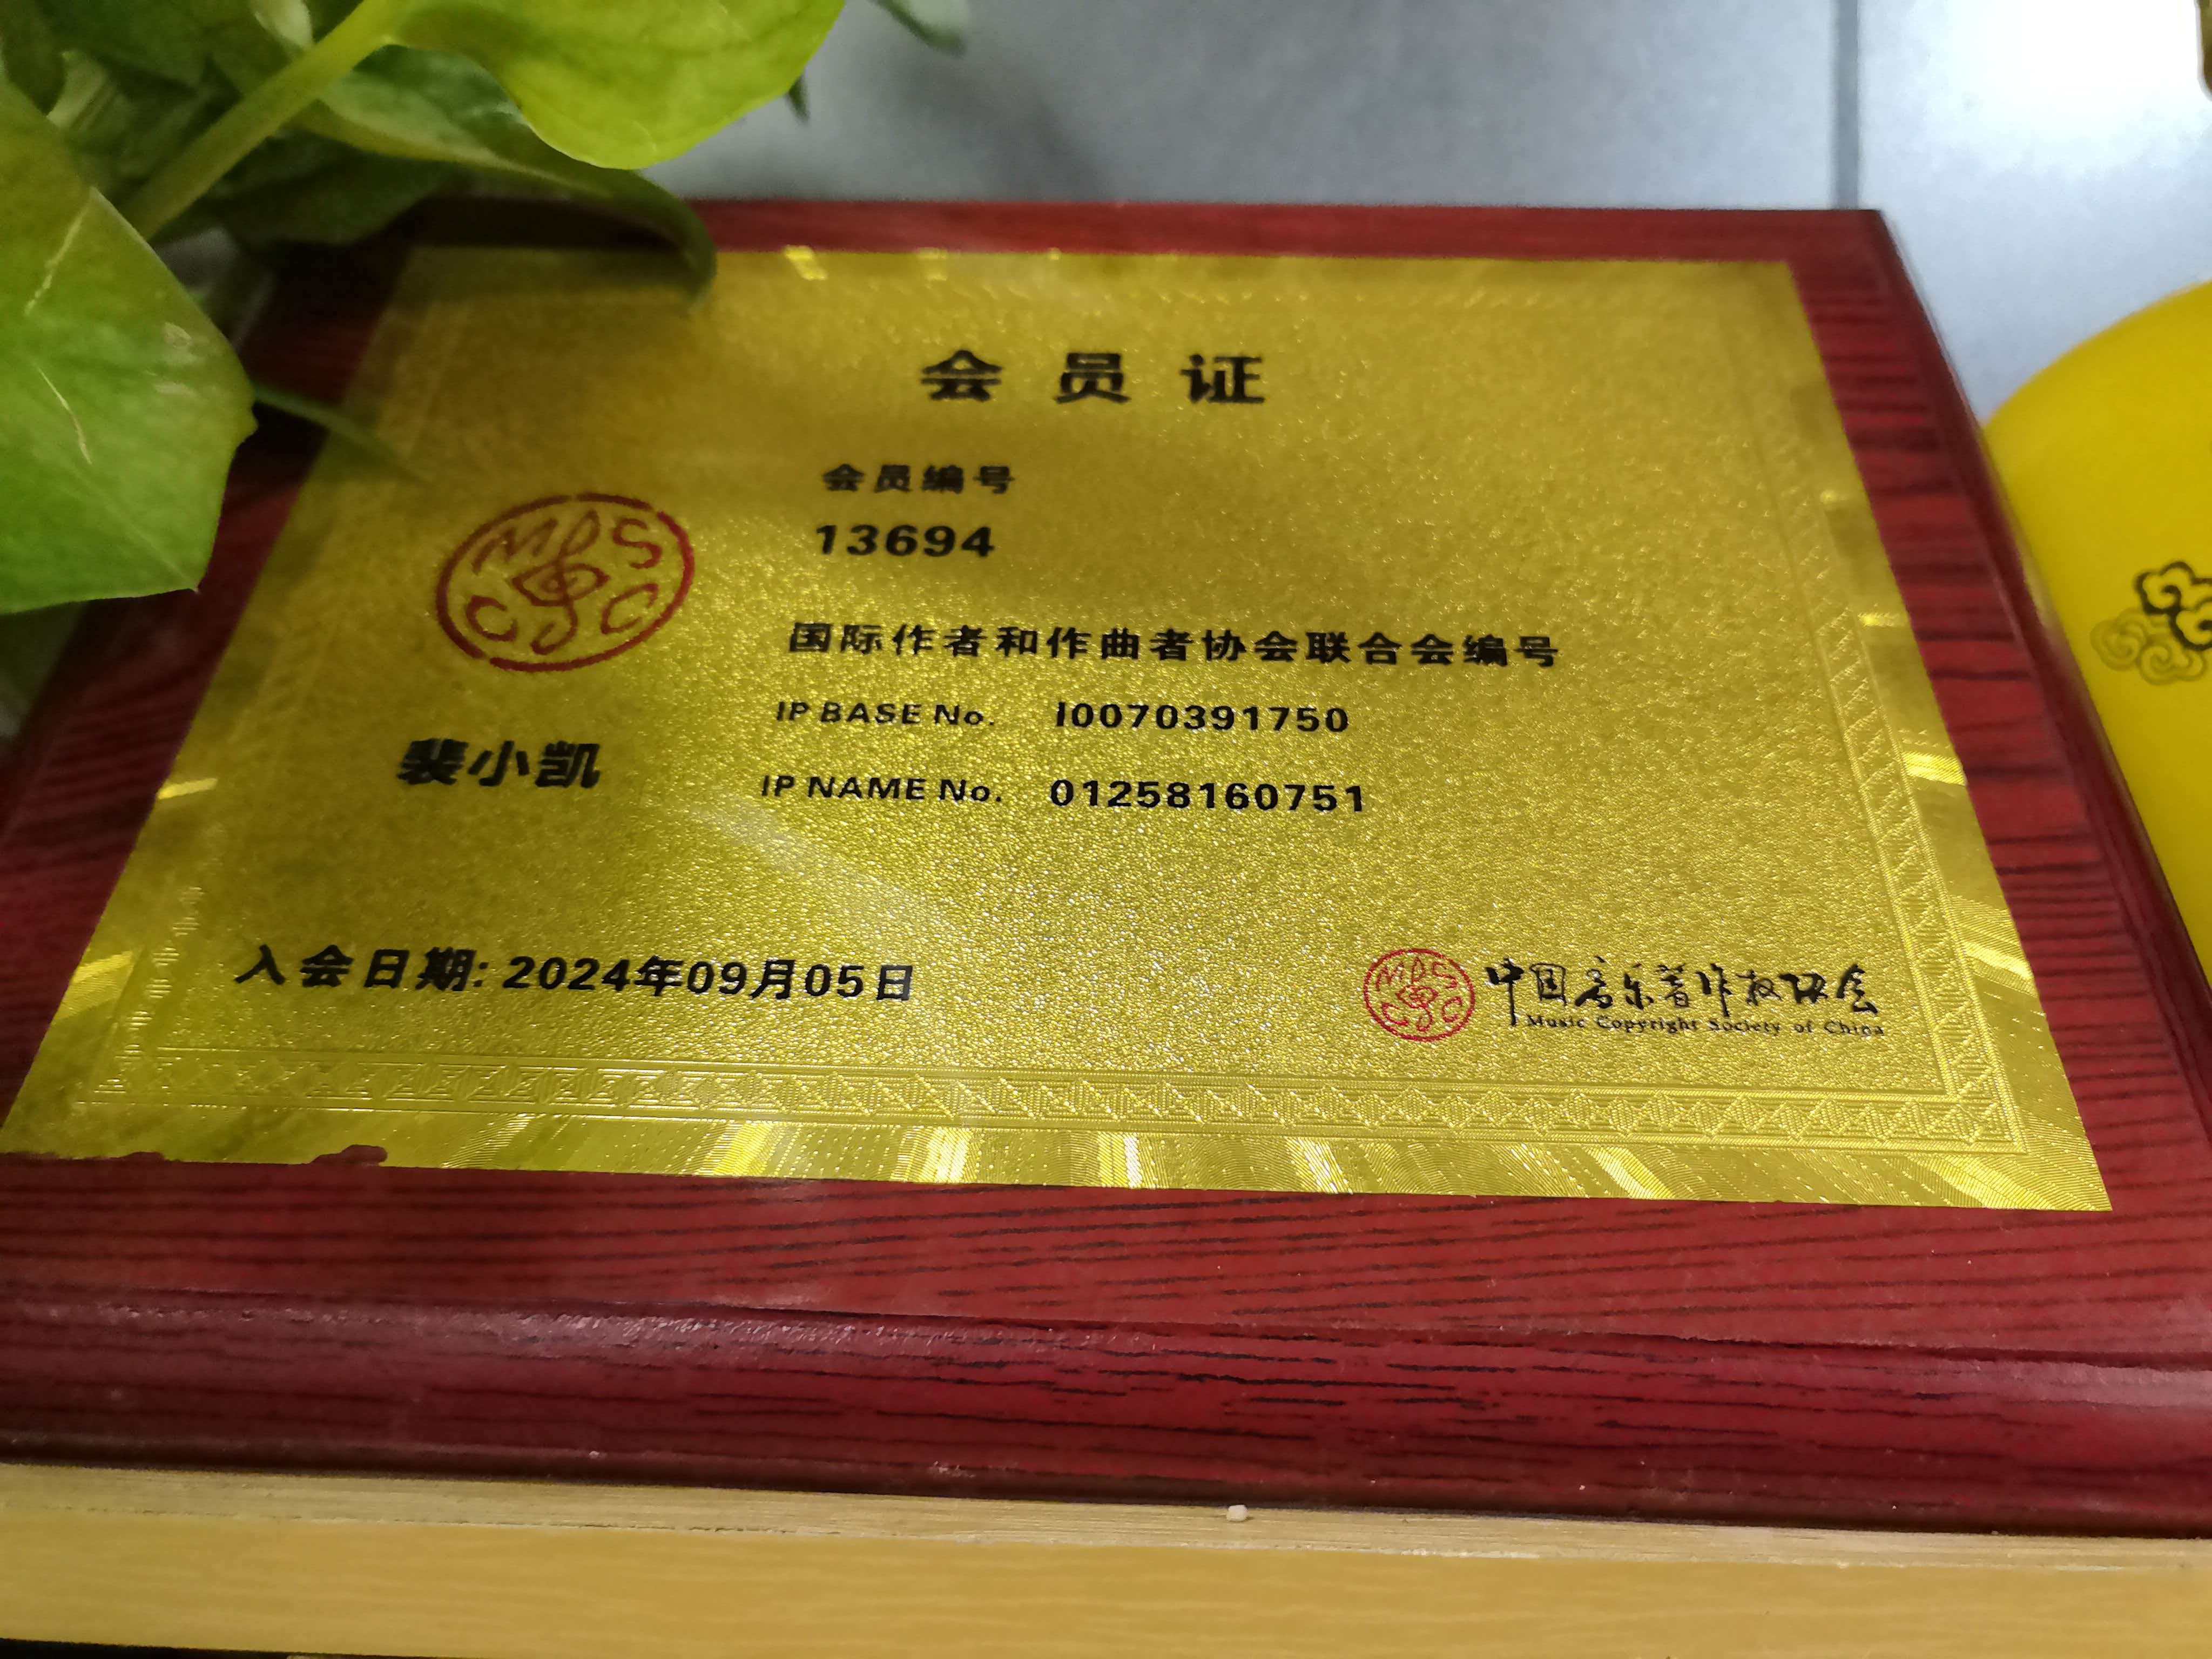 会员证
会员编号
13694
MCSC
国际作者和作曲者协会联合会编号
IP BASE No. I0070391750
裴小凯
IP NAME No. 01258160751
入会日期: 2024年09月05日
MCSC
中国音乐著作权协会
Music Copyright Society of China